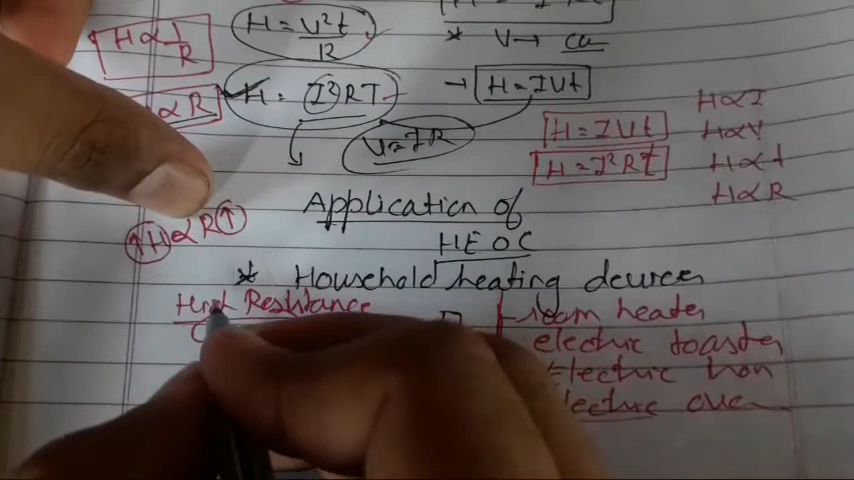 H ∝ 1/R
H = V²t/R
* V →
∝ R
H = I²RT
→ H = IVt
V = IR
H = IVt
H = I²Rt
H ∝ I
H ∝ V
H ∝ t
H ∝ R
↑H ∝ R↑
Application of
HEOC
* Household heating devices
High Resistance
room heater
electric toaster
Electric Iron
electric oven